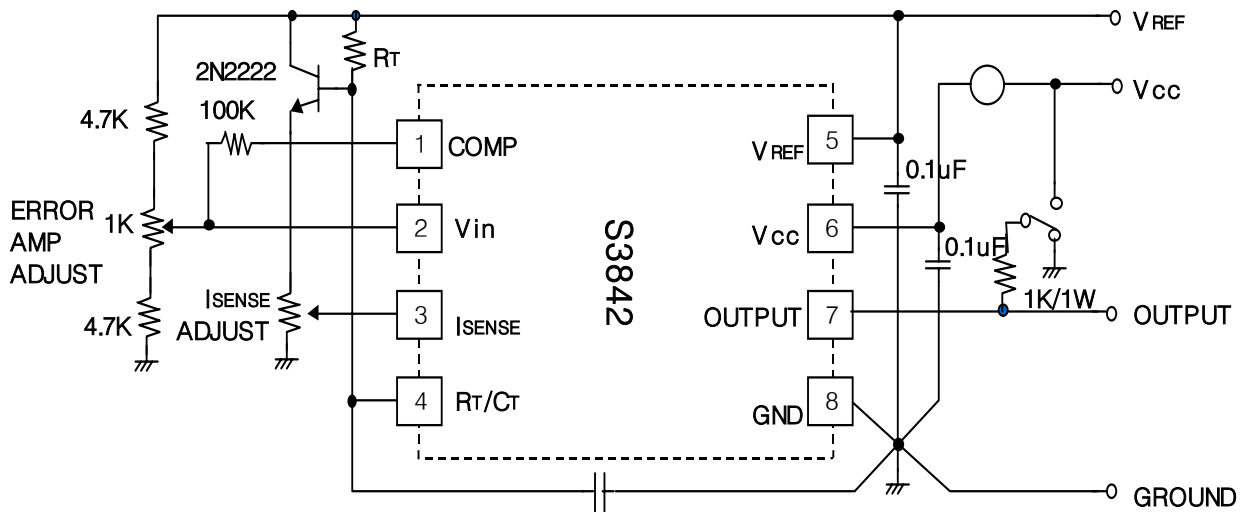 VREF
RT
2N2222
VCC
100K
4.7K
1
COMP
5
VREF
0.1uF
ERROR
AMP
ADJUST
1K
2
Vin
S3842
6
VCC
0.1uF
4.7K
ISENSE
ADJUST
3
ISENSE
7
OUTPUT
1K/1W
OUTPUT
4
RT/CT
8
GND
GROUND